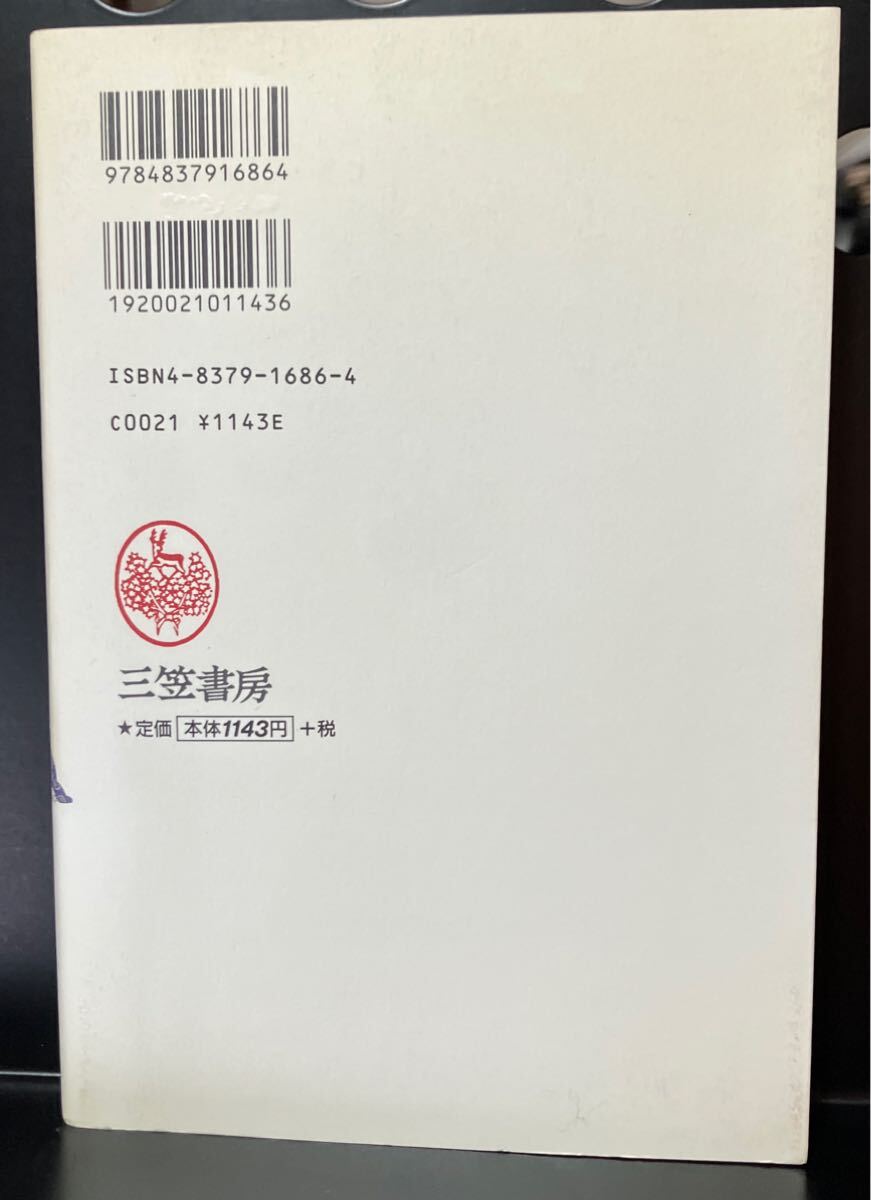 9784837916864
1920021011436
ISBN4-8379-1686-4
C0021 ¥1143E
三笠書房
★定価 本体1143円 +税